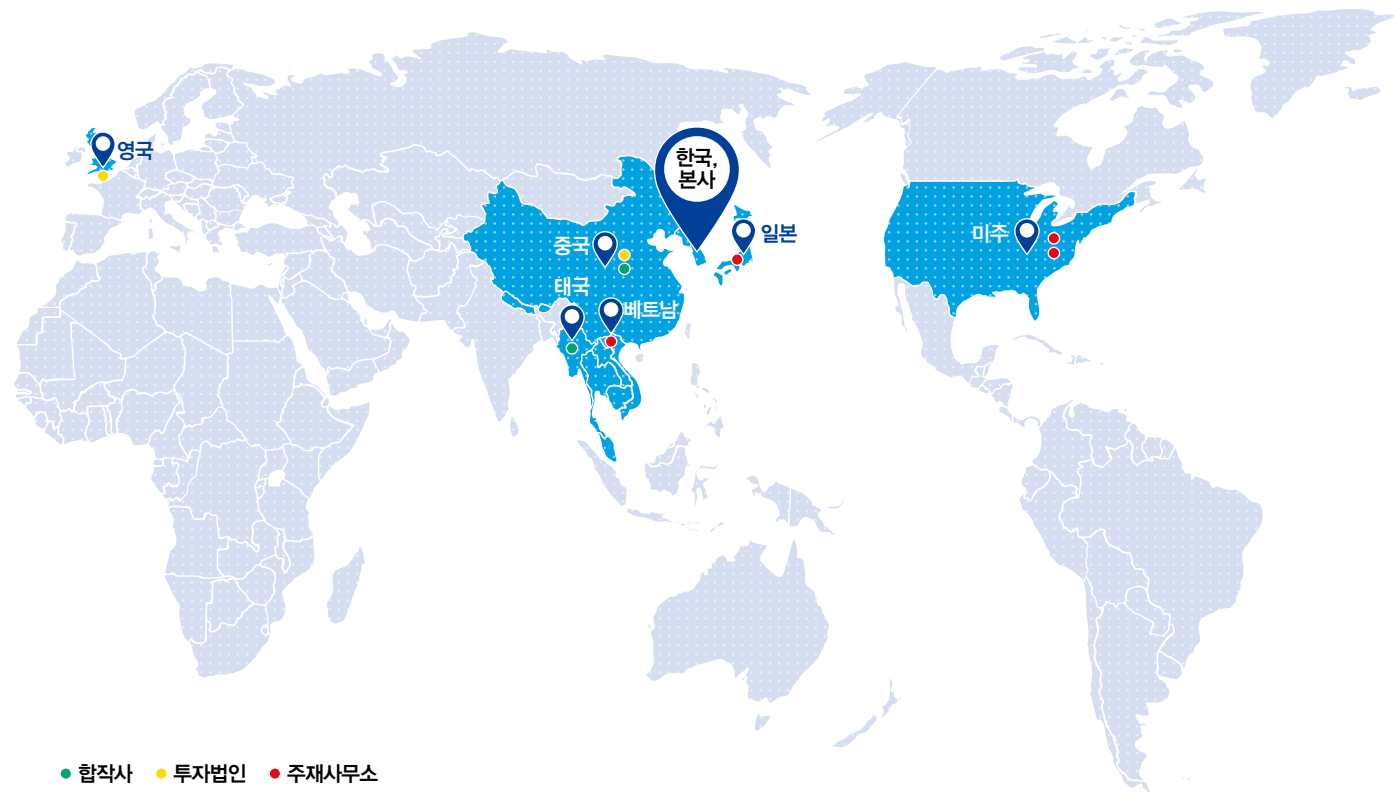 영국
한국,
본사
일본
중국
태국
베트남
미주
합작사 투자법인 주재사무소